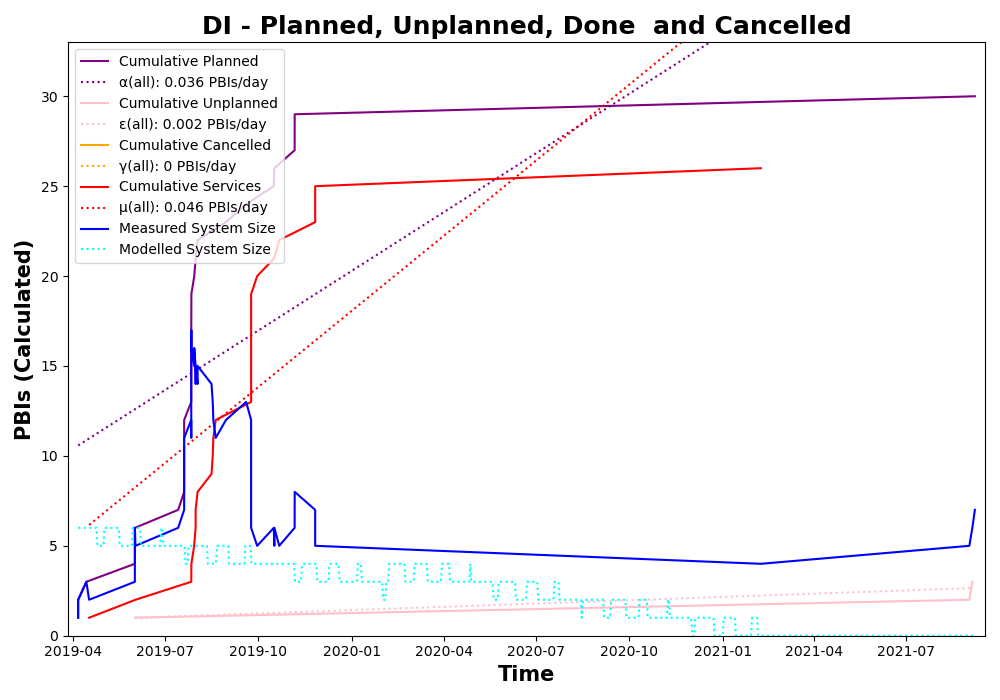 DI - Planned, Unplanned, Done  and Cancelled
Cumulative Planned
α(all): 0.036 PBIs/day
Cumulative Unplanned
ε(all): 0.002 PBIs/day
Cumulative Cancelled
γ(all): 0 PBIs/day
Cumulative Services
μ(all): 0.046 PBIs/day
Measured System Size
Modelled System Size
PBIs (Calculated)
30
25
20
15
10
5
0
2019-04 2019-07 2019-10 2020-01 2020-04 2020-07 2020-10 2021-01 2021-04 2021-07
Time